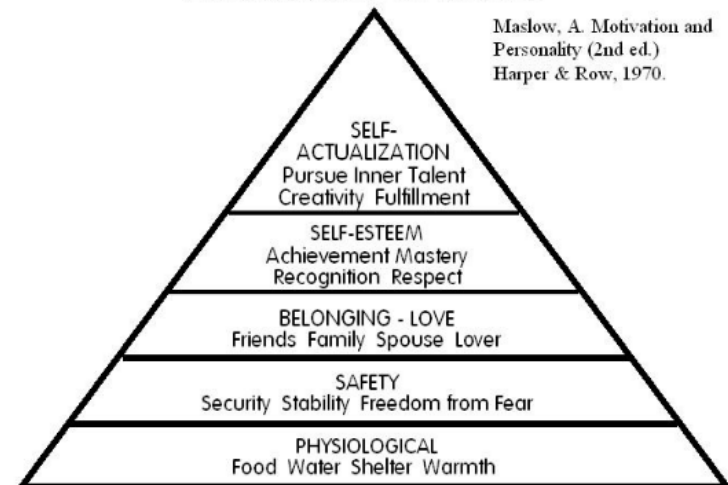 Maslow, A. Motivation and
Personality (2nd ed.)
Harper & Row, 1970.
SELF-
ACTUALIZATION
Pursue Inner Talent
Creativity Fulfillment
SELF-ESTEEM
Achievement Mastery
Recognition Respect
BELONGING - LOVE
Friends Family Spouse Lover
SAFETY
Security Stability Freedom from Fear
PHYSIOLOGICAL
Food Water Shelter Warmth